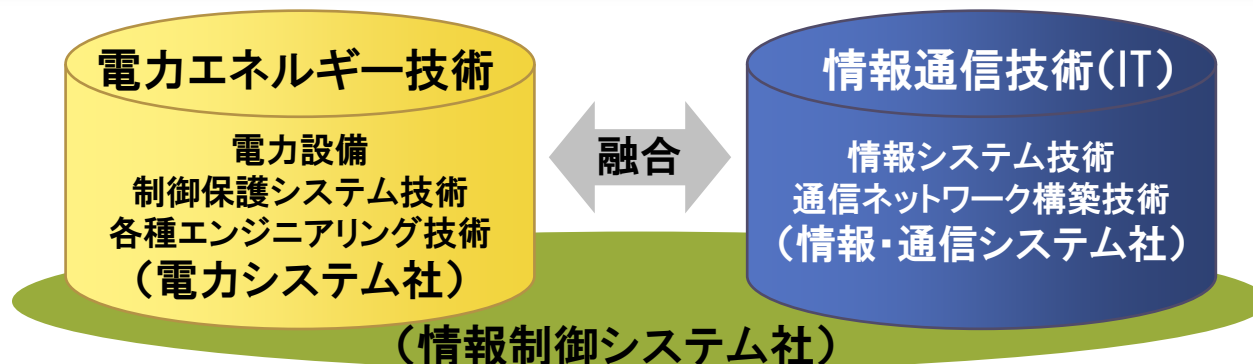 電力エネルギー技術
電力設備
制御保護システム技術
各種エンジニアリング技術
(電力システム社)
融合
情報通信技術(IT)
情報システム技術
通信ネットワーク構築技術
(情報・通信システム社)
(情報制御システム社)